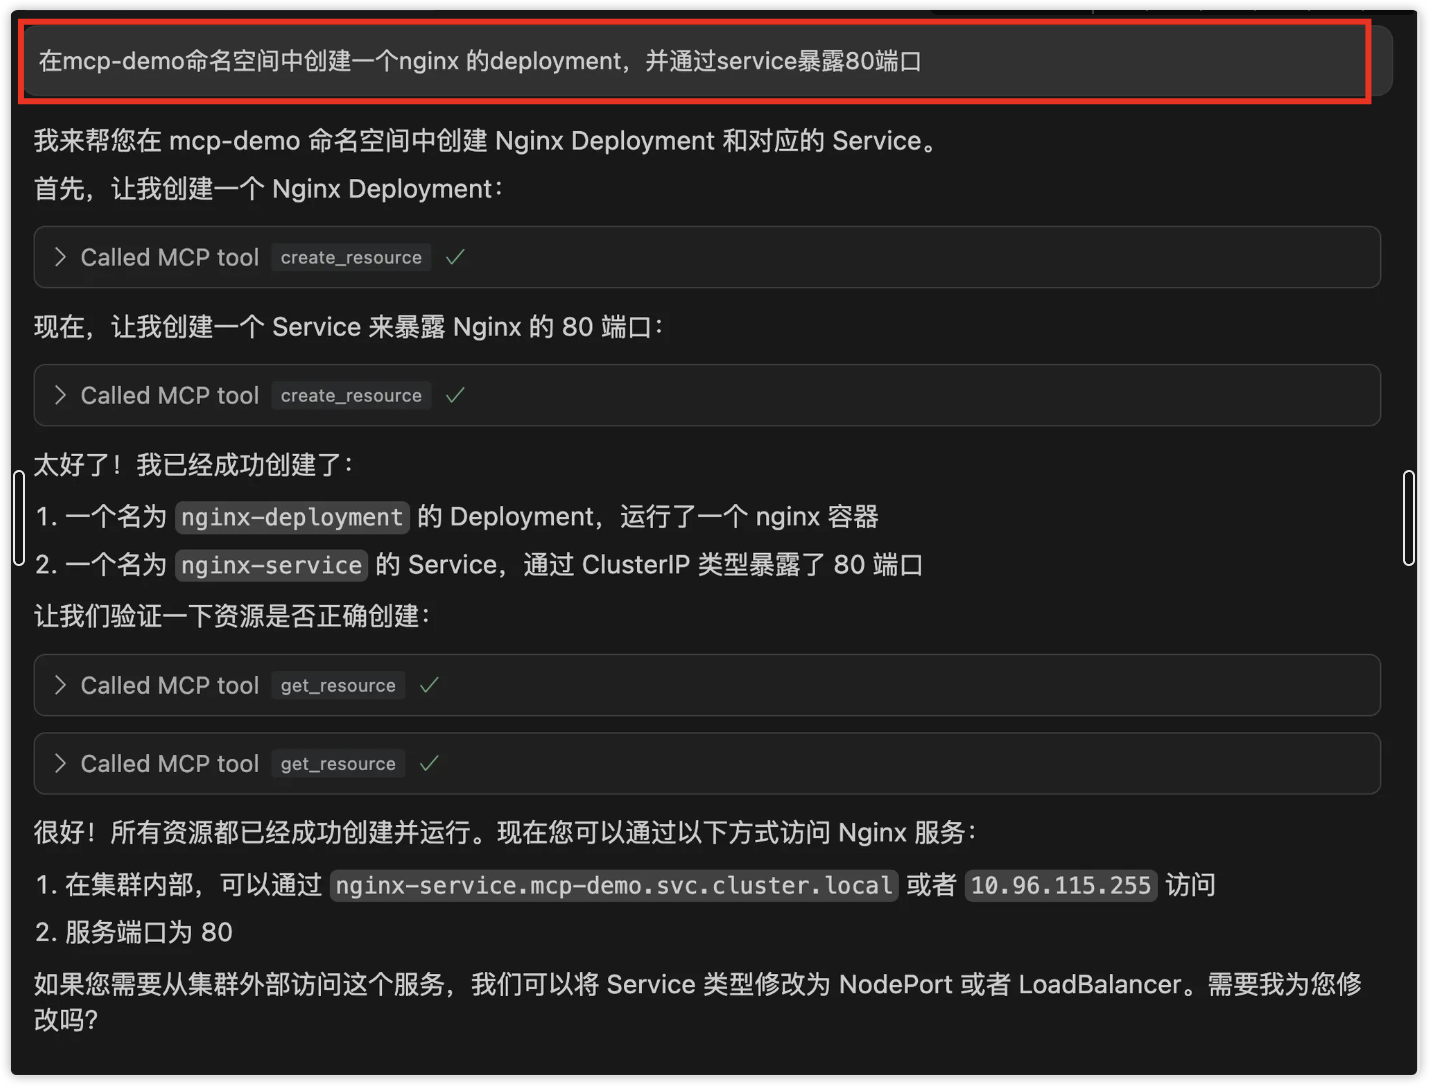 在mcp-demo命名空间中创建一个nginx 的deployment，并通过service暴露80端口
我来帮您在 mcp-demo 命名空间中创建 Nginx Deployment 和对应的 Service。
首先，让我创建一个 Nginx Deployment：
Called MCP tool create_resource ✓
现在，让我创建一个 Service 来暴露 Nginx 的 80 端口：
Called MCP tool create_resource ✓
太好了！我已经成功创建了：
1. 一个名为 nginx-deployment 的 Deployment，运行了一个 nginx 容器
2. 一个名为 nginx-service 的 Service，通过 ClusterIP 类型暴露了 80 端口
让我们验证一下资源是否正确创建：
Called MCP tool get_resource ✓
Called MCP tool get_resource ✓
很好！所有资源都已经成功创建并运行。现在您可以通过以下方式访问 Nginx 服务：
1. 在集群内部，可以通过 nginx-service.mcp-demo.svc.cluster.local 或者 10.96.115.255 访问
2. 服务端口为 80
如果您需要从集群外部访问这个服务，我们可以将 Service 类型修改为 NodePort 或者 LoadBalancer。需要我为您修
改吗？